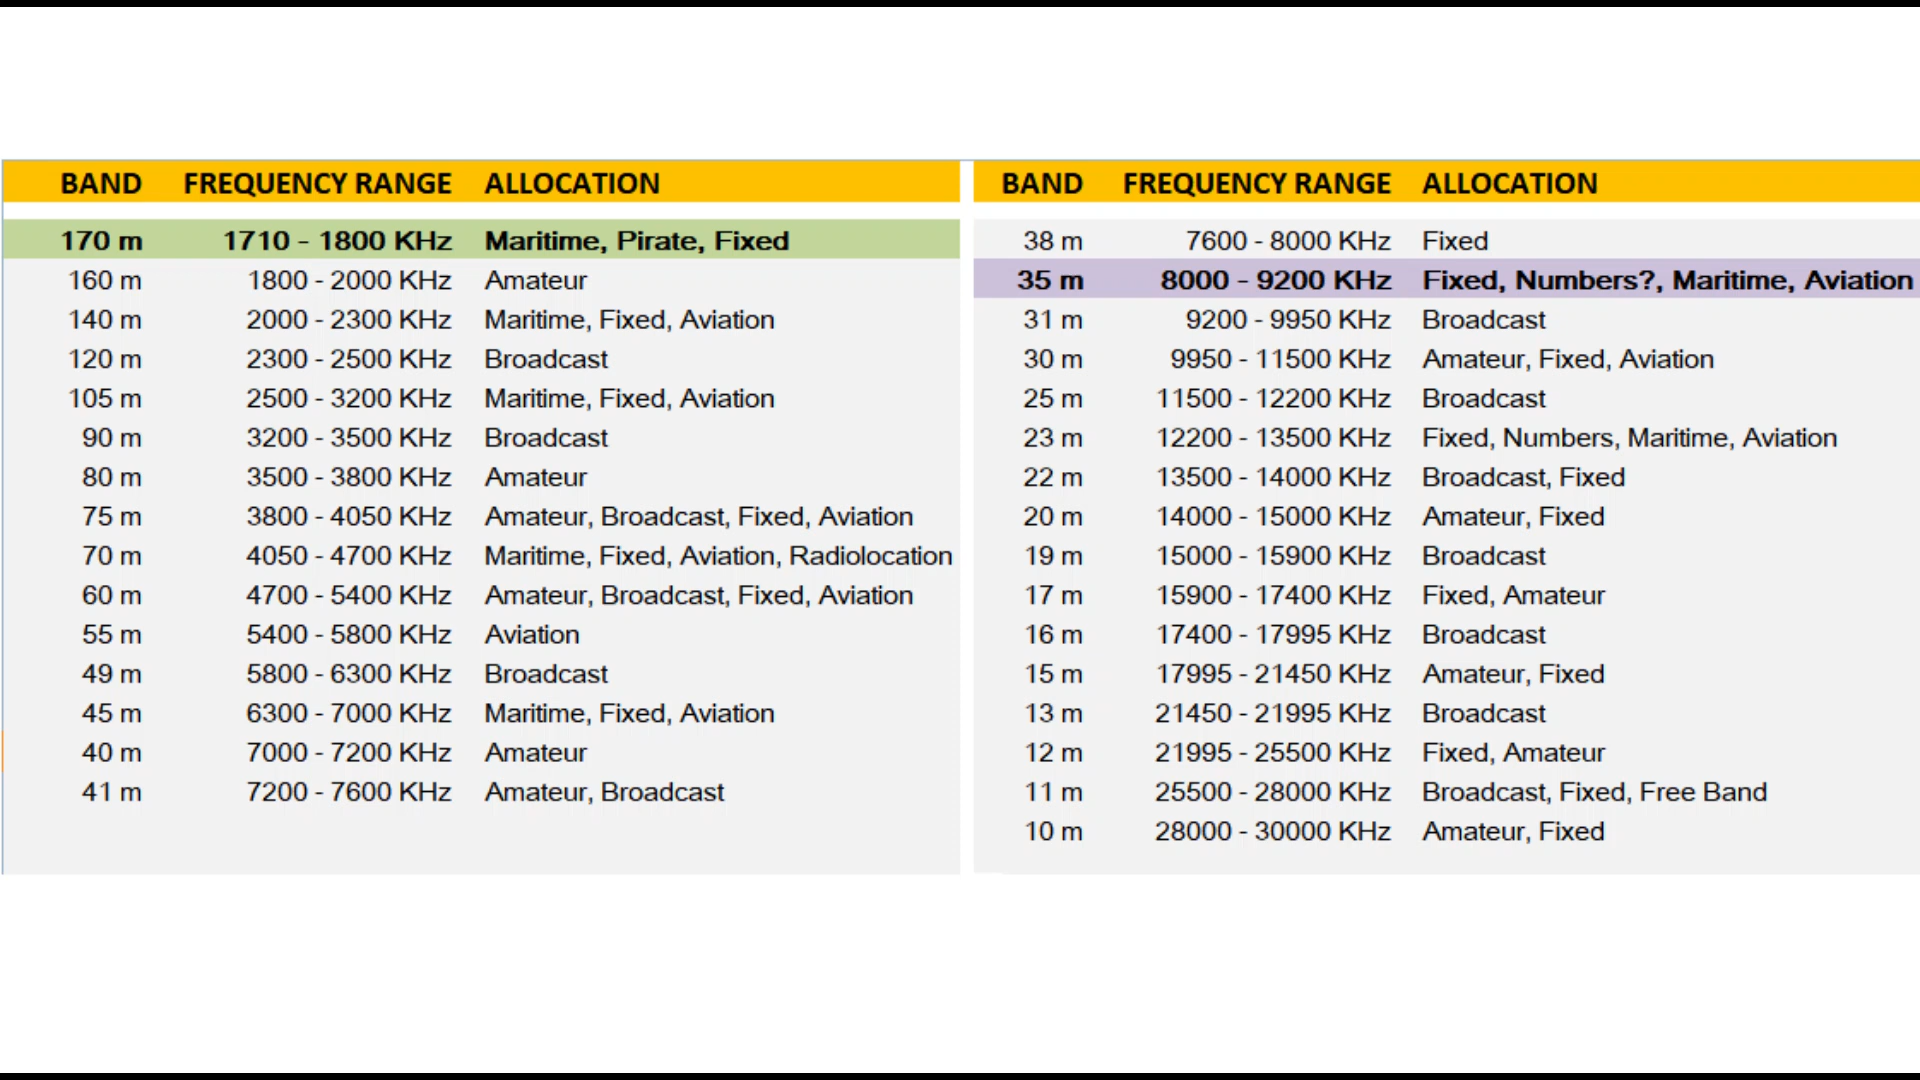 BAND FREQUENCY RANGE ALLOCATION
170 m 1710 - 1800 KHz Maritime, Pirate, Fixed
160 m 1800 - 2000 KHz Amateur
140 m 2000 - 2300 KHz Maritime, Fixed, Aviation
120 m 2300 - 2500 KHz Broadcast
105 m 2500 - 3200 KHz Maritime, Fixed, Aviation
90 m 3200 - 3500 KHz Broadcast
80 m 3500 - 3800 KHz Amateur
75 m 3800 - 4050 KHz Amateur, Broadcast, Fixed, Aviation
70 m 4050 - 4700 KHz Maritime, Fixed, Aviation, Radiolocation
60 m 4700 - 5400 KHz Amateur, Broadcast, Fixed, Aviation
55 m 5400 - 5800 KHz Aviation
49 m 5800 - 6300 KHz Broadcast
45 m 6300 - 7000 KHz Maritime, Fixed, Aviation
40 m 7000 - 7200 KHz Amateur
41 m 7200 - 7600 KHz Amateur, Broadcast
BAND FREQUENCY RANGE ALLOCATION
38 m 7600 - 8000 KHz Fixed
35 m 8000 - 9200 KHz Fixed, Numbers?, Maritime, Aviation
31 m 9200 - 9950 KHz Broadcast
30 m 9950 - 11500 KHz Amateur, Fixed, Aviation
25 m 11500 - 12200 KHz Broadcast
23 m 12200 - 13500 KHz Fixed, Numbers, Maritime, Aviation
22 m 13500 - 14000 KHz Broadcast, Fixed
20 m 14000 - 15000 KHz Amateur, Fixed
19 m 15000 - 15900 KHz Broadcast
17 m 15900 - 17400 KHz Fixed, Amateur
16 m 17400 - 17995 KHz Broadcast
15 m 17995 - 21450 KHz Amateur, Fixed
13 m 21450 - 21995 KHz Broadcast
12 m 21995 - 25500 KHz Fixed, Amateur
11 m 25500 - 28000 KHz Broadcast, Fixed, Free Band
10 m 28000 - 30000 KHz Amateur, Fixed